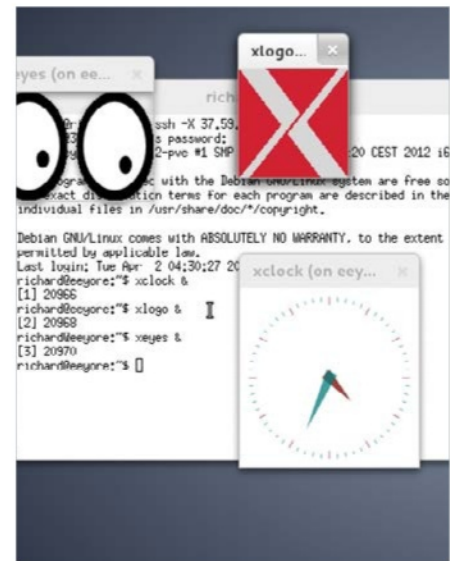 eyes (on ee...
xlogo...
rich
ssh -X 37.59.
s password:
2-pve #1 SMP 20 CEST 2012 i6
with the Debian GNU/Linux system are free so
exact distribution terms for each program are described in the
individual files in /usr/share/doc/*/copyright.
Debian GNU/Linux comes with ABSOLUTELY NO WARRANTY, to the extent
permitted by applicable law.
Last login: Tue Apr 2 04:30:27 20
xclock (on eey...
richard@eeyore:~$ xclock &
[1] 20966
richard@eeyore:~$ xlogo &
[2] 20968
richard@eeyore:~$ xeyes &
[3] 20970
richard@eeyore:~$